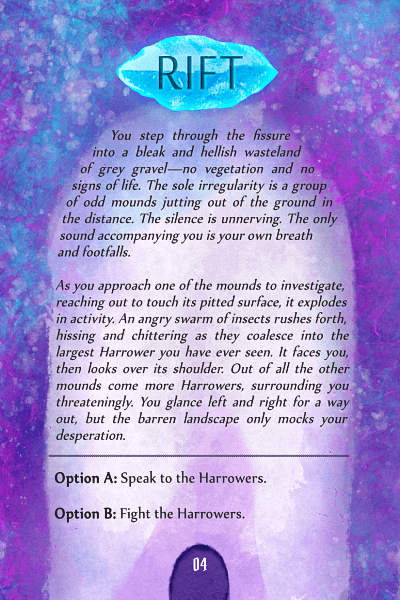 RIFT
You step through the fissure
into a bleak and hellish wasteland
of grey gravel—no vegetation and no
signs of life. The sole irregularity is a group
of odd mounds jutting out of the ground in
the distance. The silence is unnerving. The only
sound accompanying you is your own breath
and footfalls.
As you approach one of the mounds to investigate,
reaching out to touch its pitted surface, it explodes
in activity. An angry swarm of insects rushes forth,
hissing and chittering as they coalesce into the
largest Harrower you have ever seen. It faces you,
then looks over its shoulder. Out of all the other
mounds come more Harrowers, surrounding you
threateningly. You glance left and right for a way
out, but the barren landscape only mocks your
desperation.
Option A: Speak to the Harrowers.
Option B: Fight the Harrowers.
04